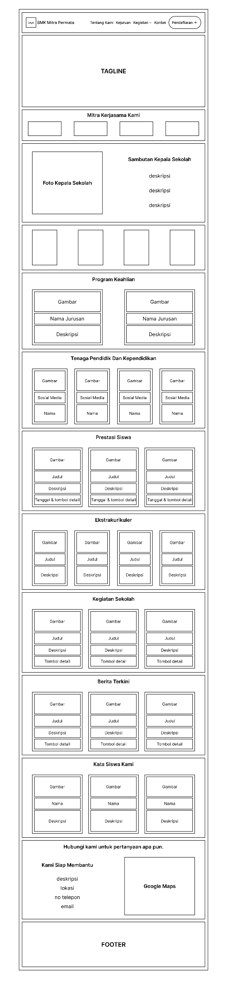 Logo SMK Mitra Permata Tentang Kami Kejuruan Kegiatan Kontak Pendaftaran →
TAGLINE
Mitra Kerjasama Kami
Foto Kepala Sekolah
Sambutan Kepala Sekolah
deskripsi
deskripsi
deskripsi
Program Keahlian
Gambar Gambar
Nama Jurusan Nama Jurusan
Deskripsi Deskripsi
Tenaga Pendidik Dan Kependidikan
Gambar Gambar Gambar Gambar
Sosial Media Sosial Media Sosial Media Sosial Media
Nama Nama Nama Nama
Prestasi Siswa
Gambar Gambar Gambar
Judul Judul Judul
Deskripsi Deskripsi Deskripsi
Tanggal & tombol detail Tanggal & tombol detail Tanggal & tombol detail
Ekstrakurikuler
Gambar Gambar Gambar Gambar
Judul Judul Judul Judul
Deskripsi Deskripsi Deskripsi Deskripsi
Kegiatan Sekolah
Gambar Gambar Gambar
Judul Judul Judul
Deskripsi Deskripsi Deskripsi
Tombol detail Tombol detail Tombol detail
Berita Terkini
Gambar Gambar Gambar
Judul Judul Judul
Deskripsi Deskripsi Deskripsi
Tombol detail Tombol detail Tombol detail
Kata Siswa Kami
Gambar Gambar Gambar
Nama Nama Nama
Deskripsi Deskripsi Deskripsi
Hubungi kami untuk pertanyaan apa pun.
Kami Siap Membantu
deskripsi
lokasi
no telepon
email
Google Maps
FOOTER